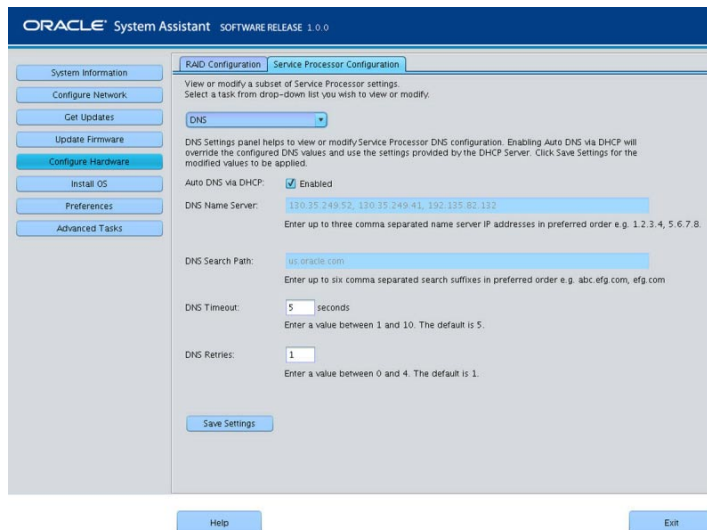 ORACLE System Assistant SOFTWARE RELEASE 1.0.0
System Information
Configure Network
Get Updates
Update Firmware
Configure Hardware
Install OS
Preferences
Advanced Tasks
RAID Configuration
Service Processor Configuration
View or modify a subset of Service Processor settings.
Select a task from drop-down list you wish to view or modify.
DNS
DNS Settings panel helps to view or modify Service Processor DNS configuration. Enabling Auto DNS via DHCP will
override the configured DNS values and use the settings provided by the DHCP Server. Click Save Settings for the
modified values to be applied.
Auto DNS via DHCP: Enabled
DNS Name Server: 130.35.249.52, 130.35.249.41, 192.135.82.132
Enter up to three comma separated name server IP addresses in preferred order e.g. 1.2.3.4, 5.6.7.8.
DNS Search Path: us.oracle.com
Enter up to six comma separated search suffixes in preferred order e.g. abc.efg.com, efg.com
DNS Timeout: 5 seconds
Enter a value between 1 and 10. The default is 5.
DNS Retries: 1
Enter a value between 0 and 4. The default is 1.
Save Settings
Help
Exit